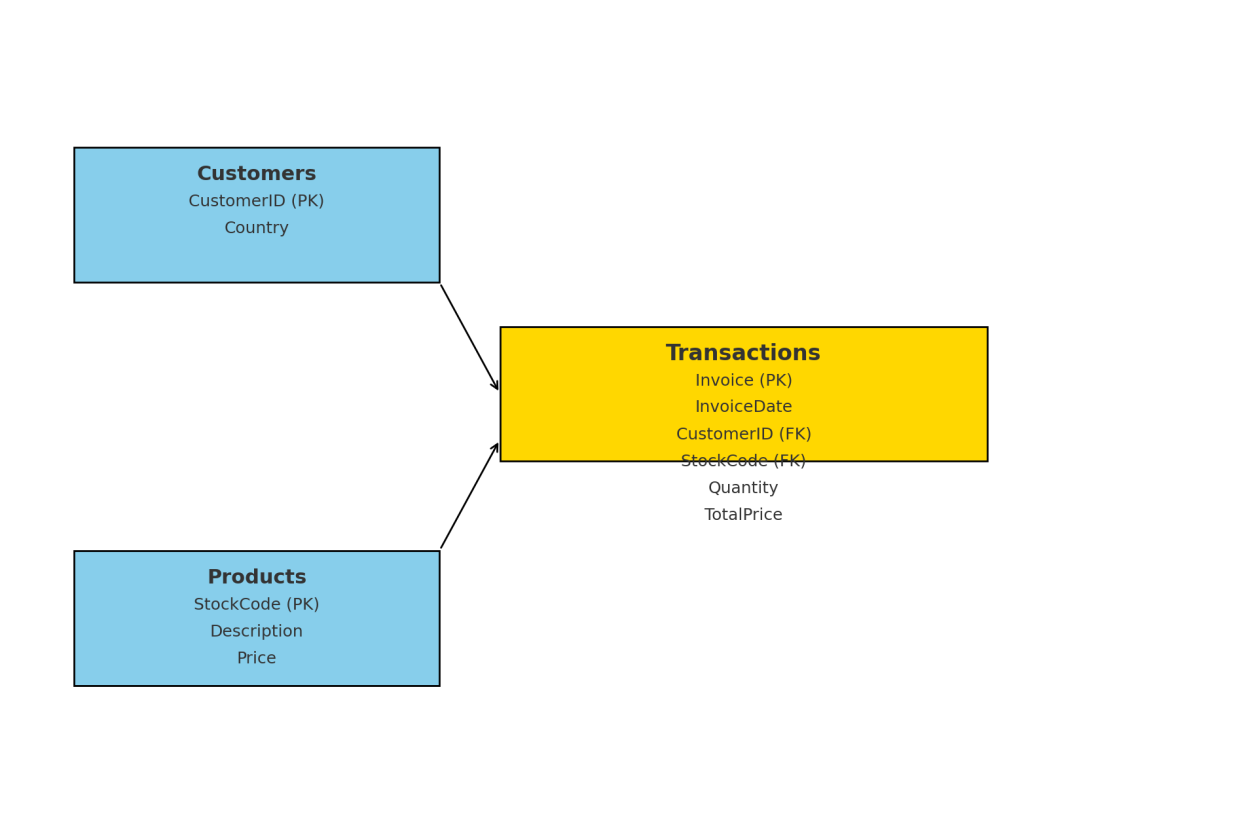 Customers
CustomerID (PK)
Country
Transactions
Invoice (PK)
InvoiceDate
CustomerID (FK)
StockCode (FK)
Quantity
TotalPrice
Products
StockCode (PK)
Description
Price